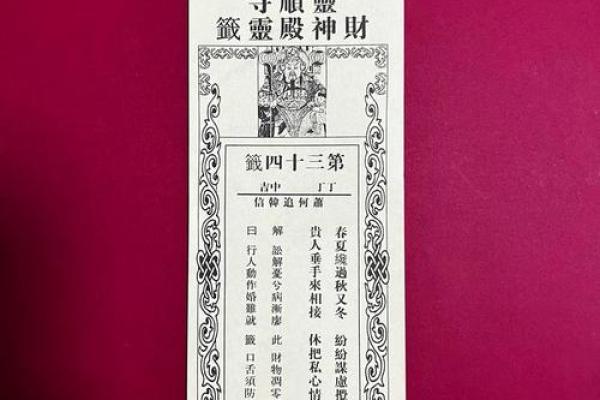 靈順寺
財神殿靈籤
第三十四籤
丁丁 中吉
蕭何追韓信
春夏纔過秋又冬 紛紛謀慮攪
貴人垂手來相接 休把私心情
解 訟解憂兮病漸廖 此 財物凋零
曰 行人動作婚難就 籤 口舌須防